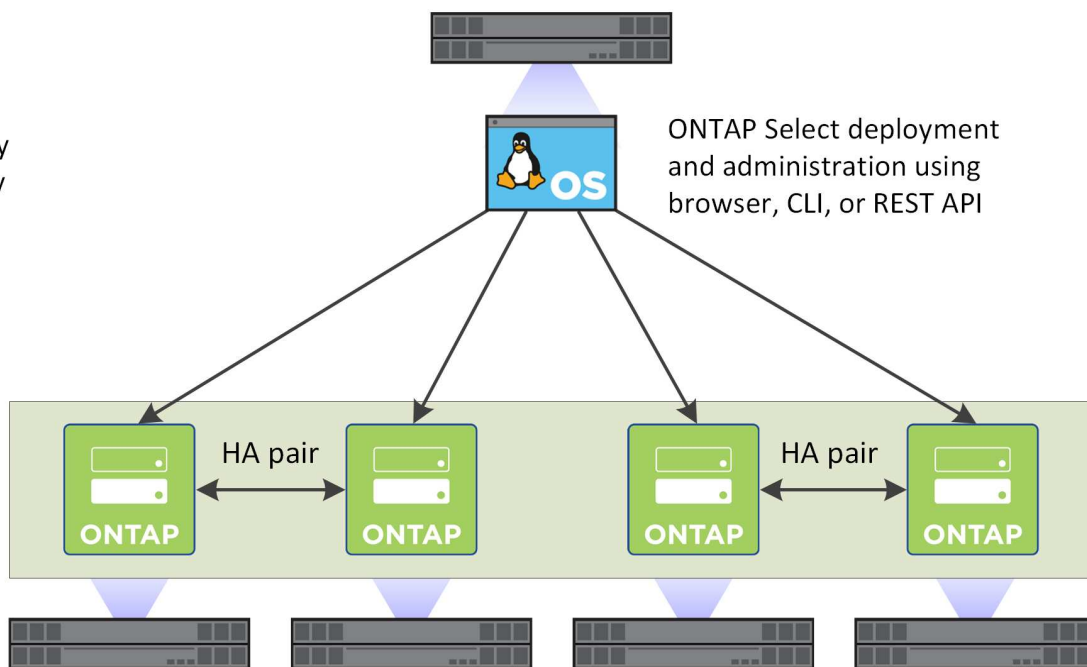 OS
ONTAP Select deployment
and administration using
browser, CLI, or REST API
HA pair
HA pair
ONTAP
ONTAP
ONTAP
ONTAP